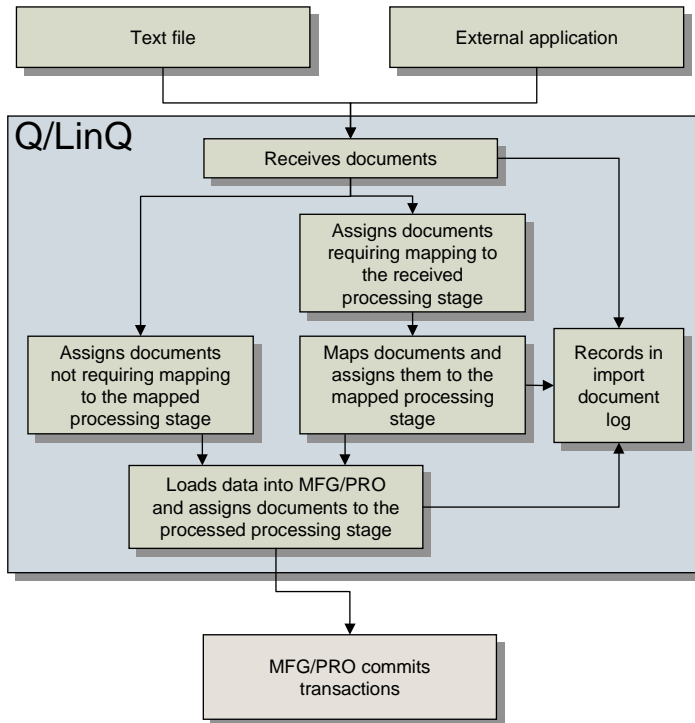 Text file
External application
Q/LinQ
Receives documents
Assigns documents
requiring mapping to
the received
processing stage
Assigns documents
not requiring mapping
to the mapped
processing stage
Maps documents and
assigns them to the
mapped processing
stage
Records in
import
document
log
Loads data into MFG/PRO
and assigns documents to the
processed processing stage
MFG/PRO commits
transactions